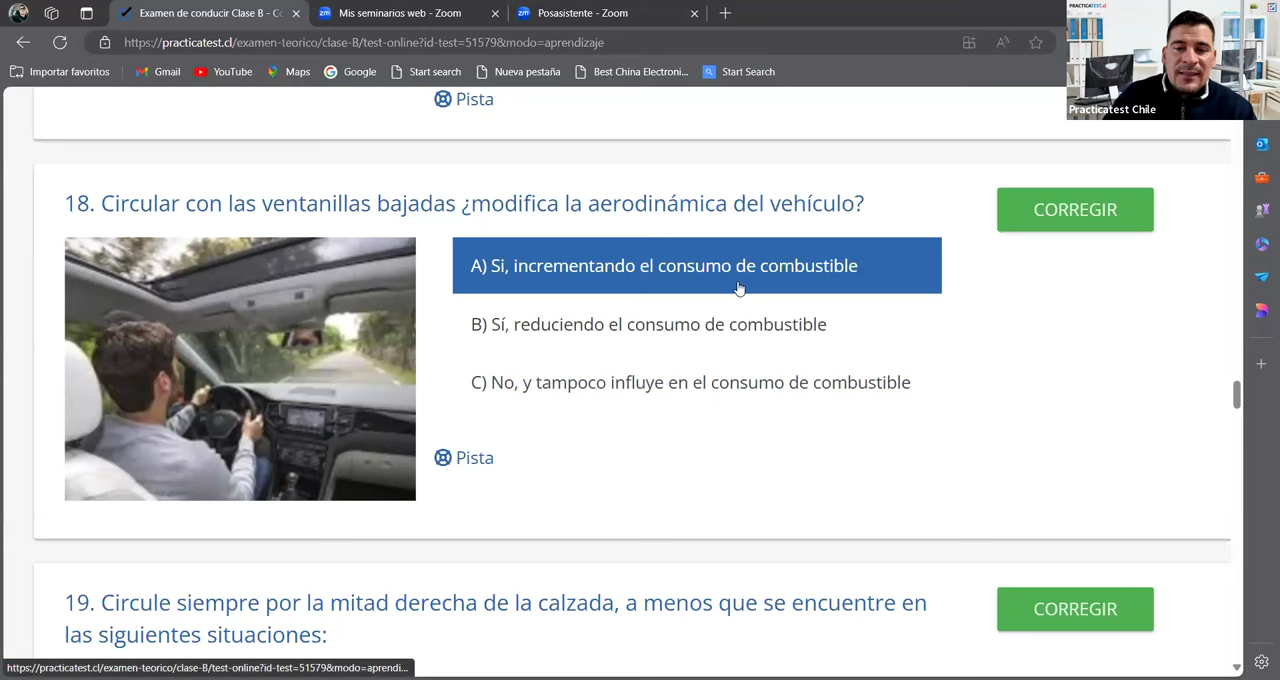 Examen de conducir Clase B - Co
Mis seminarios web - Zoom
Posasistente - Zoom
https://practicatest.cl/examen-teorico/clase-B/test-online?id-test=51579&modo=aprendizaje
Importar favoritos
Gmail
YouTube
Maps
Google
Start search
Nueva pestaña
Best China Electroni...
Start Search
PRACTICATEST.cl
Practicatest Chile
Pista
18. Circular con las ventanillas bajadas ¿modifica la aerodinámica del vehículo?
CORREGIR
A) Si, incrementando el consumo de combustible
B) Sí, reduciendo el consumo de combustible
C) No, y tampoco influye en el consumo de combustible
Pista
19. Circule siempre por la mitad derecha de la calzada, a menos que se encuentre en
las siguientes situaciones:
CORREGIR
https://practicatest.cl/examen-teorico/clase-B/test-online?id-test=51579&modo=aprendi...